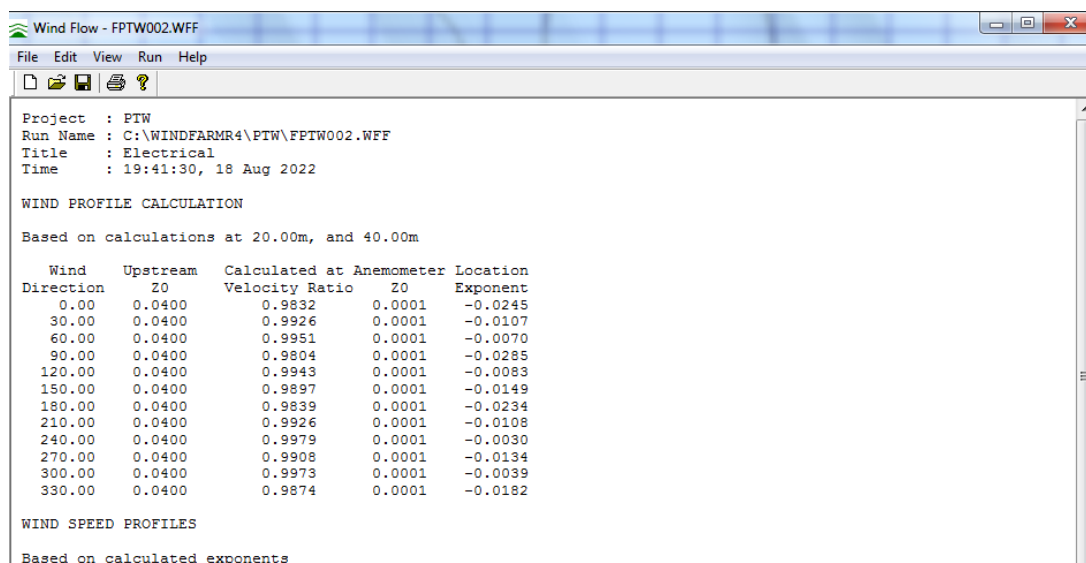 Wind Flow - FPTW002.WFF
File Edit View Run Help
Project : PTW
Run Name : C:\WINDFARMR4\PTW\FPTW002.WFF
Title : Electrical
Time : 19:41:30, 18 Aug 2022
WIND PROFILE CALCULATION
Based on calculations at 20.00m, and 40.00m
Wind Upstream Calculated at Anemometer Location
Direction Z0 Velocity Ratio Z0 Exponent
0.00 0.0400 0.9832 0.0001 -0.0245
30.00 0.0400 0.9926 0.0001 -0.0107
60.00 0.0400 0.9951 0.0001 -0.0070
90.00 0.0400 0.9804 0.0001 -0.0285
120.00 0.0400 0.9943 0.0001 -0.0083
150.00 0.0400 0.9897 0.0001 -0.0149
180.00 0.0400 0.9839 0.0001 -0.0234
210.00 0.0400 0.9926 0.0001 -0.0108
240.00 0.0400 0.9979 0.0001 -0.0030
270.00 0.0400 0.9908 0.0001 -0.0134
300.00 0.0400 0.9973 0.0001 -0.0039
330.00 0.0400 0.9874 0.0001 -0.0182
WIND SPEED PROFILES
Based on calculated exponents